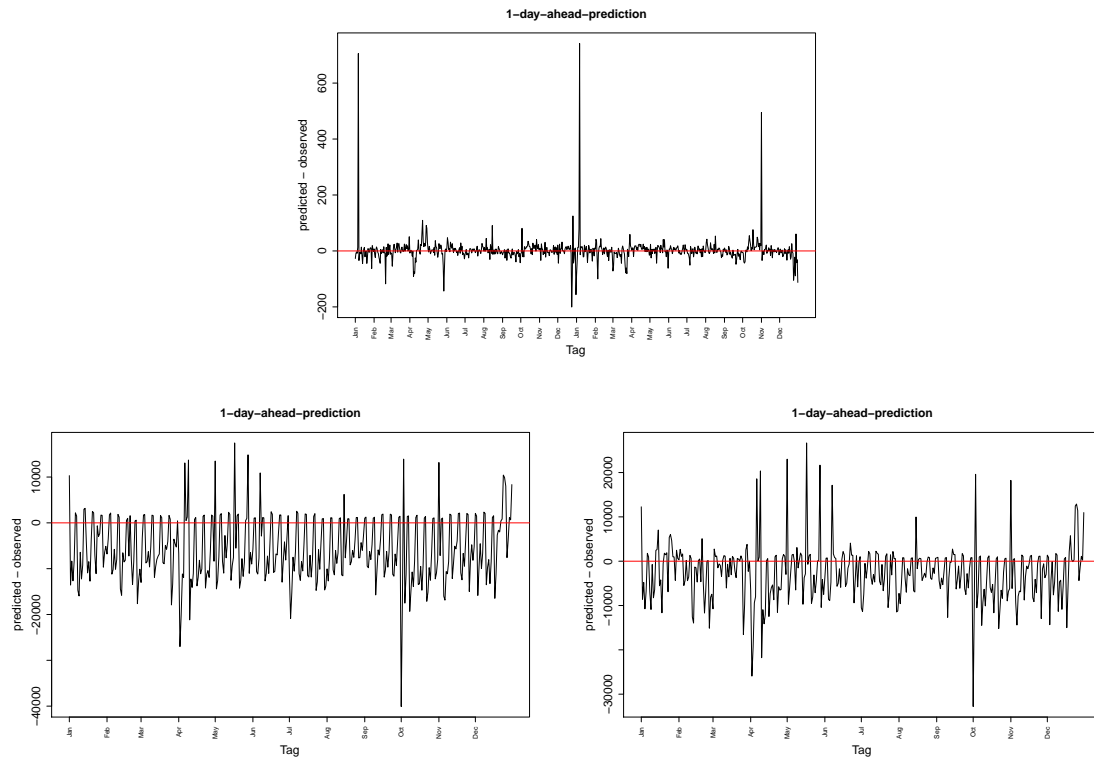 1−day−ahead−prediction
predicted − observed
600
400
200
0
−200
Jan Feb Mar Apr May Jun Jul Aug Sep Oct Nov Dec Jan Feb Mar Apr May Jun Jul Aug Sep Oct Nov Dec
Tag
1−day−ahead−prediction
predicted − observed
10000
0
−20000
−40000
Jan Feb Mar Apr May Jun Jul Aug Sep Oct Nov Dec
Tag
1−day−ahead−prediction
predicted − observed
20000
10000
0
−10000
−30000
Jan Feb Mar Apr May Jun Jul Aug Sep Oct Nov Dec
Tag